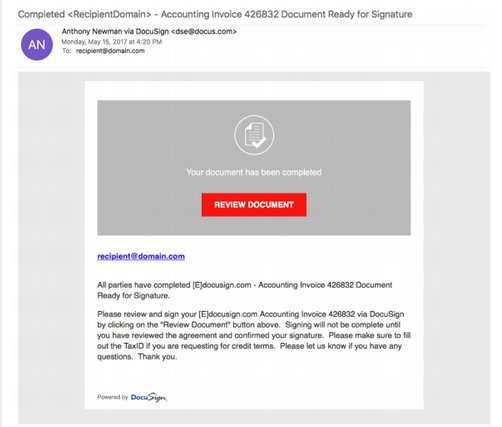 Completed <RecipientDomain> - Accounting Invoice 426832 Document Ready for Signature
AN
Anthony Newman via DocuSign <dse@docus.com>
Monday, May 15, 2017 at 4:20 PM
To: recipient@domain.com
Your document has been completed
REVIEW DOCUMENT
recipient@domain.com
All parties have completed [E]docusign.com - Accounting Invoice 426832 Document
Ready for Signature.
Please review and sign your [E]docusign.com Accounting Invoice 426832 via DocuSign
by clicking on the "Review Document" button above. Signing will not be complete until
you have reviewed the agreement and confirmed your signature. Please make sure to fill
out the TaxID if you are requesting for credit terms. Please let us know if you have any
questions. Thank you.
Powered by DocuSign